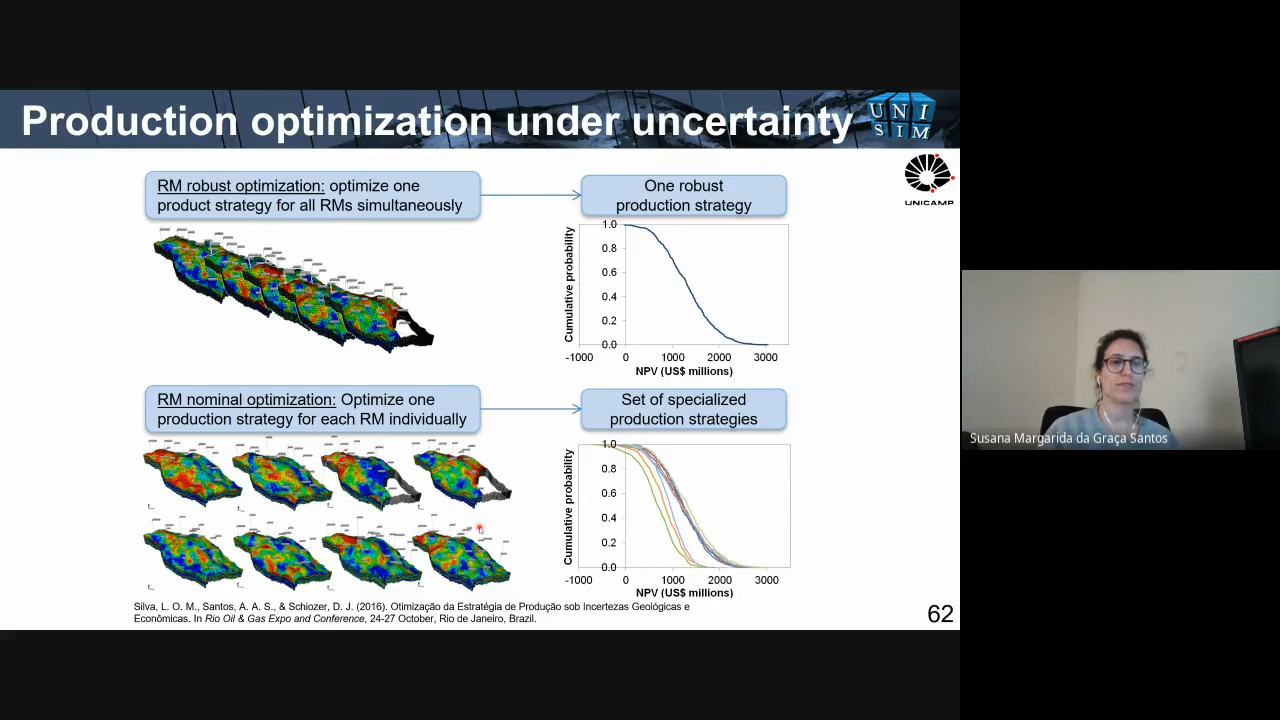 Production optimization under uncertainty
UNI
SIM
UNICAMP
RM robust optimization: optimize one
product strategy for all RMs simultaneously
One robust
production strategy
Cumulative probability
1.0
0.8
0.6
0.4
0.2
0.0
-1000 0 1000 2000 3000
NPV (US$ millions)
RM nominal optimization: Optimize one
production strategy for each RM individually
Set of specialized
production strategies
Cumulative probability
1.0
0.8
0.6
0.4
0.2
0.0
-1000 0 1000 2000 3000
NPV (US$ millions)
Silva, L. O. M., Santos, A. A. S., & Schiozer, D. J. (2016). Otimização da Estratégia de Produção sob Incertezas Geológicas e
Econômicas. In Rio Oil & Gas Expo and Conference, 24-27 October, Rio de Janeiro, Brazil.
62
Susana Margarida da Graça Santos